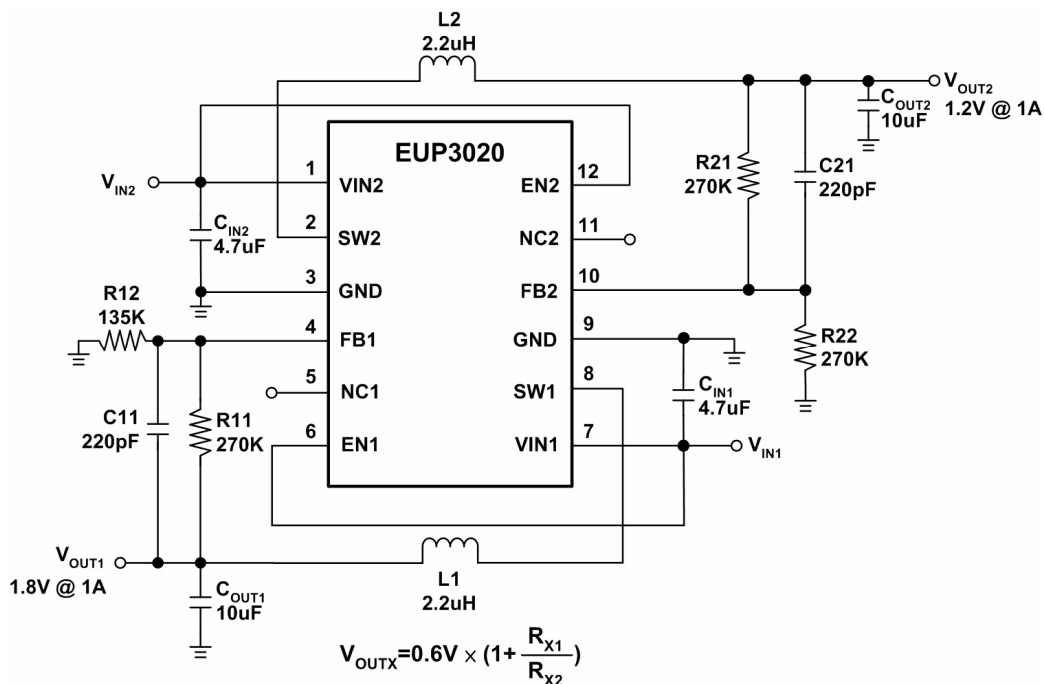 L2
2.2uH
V_OUT2
1.2V @ 1A
C_OUT2
10uF
EUP3020
R21
270K
C21
220pF
V_IN2
1
VIN2
EN2
12
C_IN2
4.7uF
2
SW2
NC2
11
3
GND
FB2
10
R12
135K
4
FB1
GND
9
R22
270K
5
NC1
SW1
8
C_IN1
4.7uF
C11
220pF
R11
270K
6
EN1
VIN1
7
V_IN1
V_OUT1
1.8V @ 1A
L1
2.2uH
C_OUT1
10uF
V_OUTX=0.6V × (1+ R_X1/R_X2)